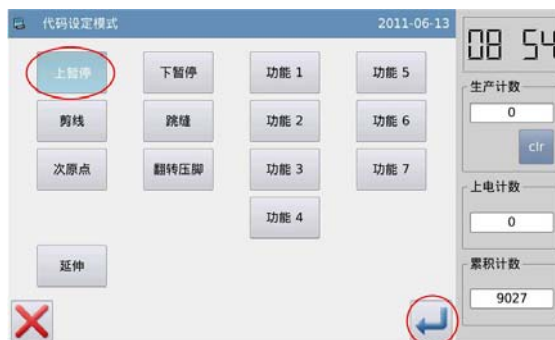 代码设定模式 2011-06-13
08 54
上暂停 下暂停 功能 1 功能 5
剪线 跳缝 功能 2 功能 6
次原点 翻转压脚 功能 3 功能 7
功能 4
延伸
生产计数
0
clr
上电计数
0
累积计数
9027